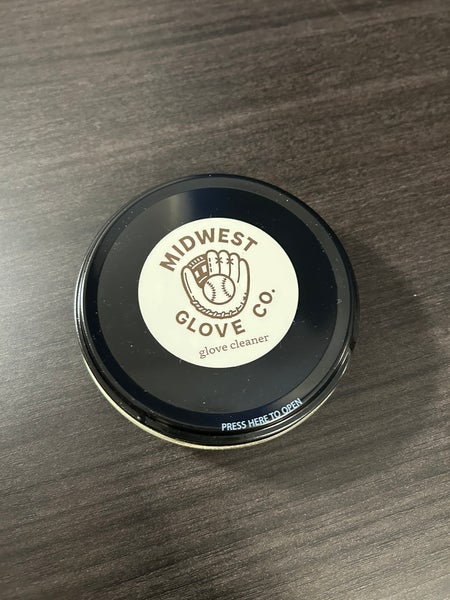 MIDWEST
GLOVE CO.
glove cleaner
PRESS HERE TO OPEN